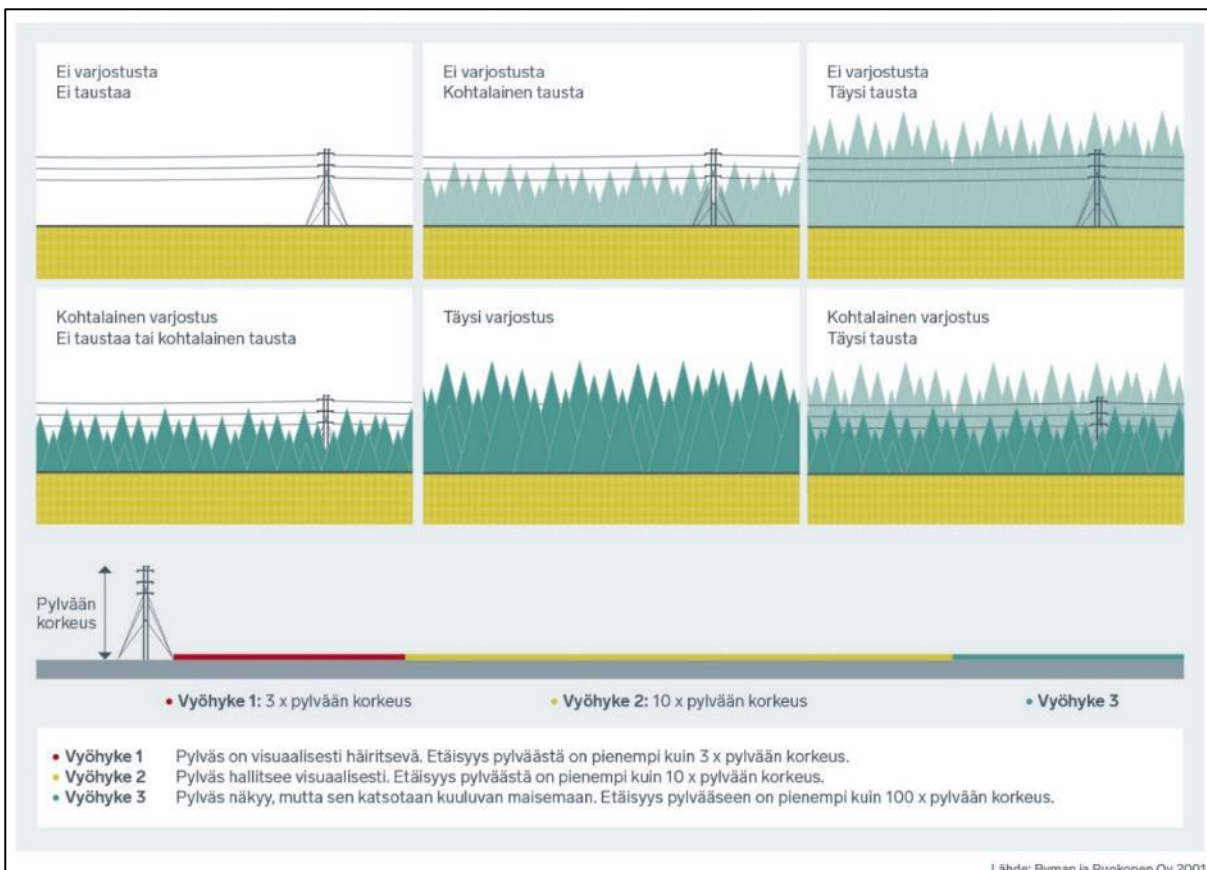 Ei varjostusta
Ei taustaa
Ei varjostusta
Kohtalainen tausta
Ei varjostusta
Täysi tausta
Kohtalainen varjostus
Ei taustaa tai kohtalainen tausta
Täysi varjostus
Kohtalainen varjostus
Täysi tausta
Pylvään
korkeus
• Vyöhyke 1: 3 x pylvään korkeus
• Vyöhyke 2: 10 x pylvään korkeus
• Vyöhyke 3
• Vyöhyke 1 Pylväs on visuaalisesti häiritsevä. Etäisyys pylväästä on pienempi kuin 3 x pylvään korkeus.
• Vyöhyke 2 Pylväs hallitsee visuaalisesti. Etäisyys pylväästä on pienempi kuin 10 x pylvään korkeus.
• Vyöhyke 3 Pylväs näkyy, mutta sen katsotaan kuuluvan maisemaan. Etäisyys pylvääseen on pienempi kuin 100 x pylvään korkeus.
Lähde: Byman ja Ruokonen Oy 2001